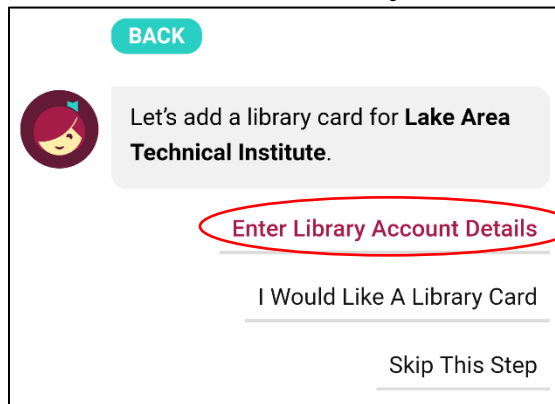 BACK
Let's add a library card for Lake Area
Technical Institute.
Enter Library Account Details
I Would Like A Library Card
Skip This Step